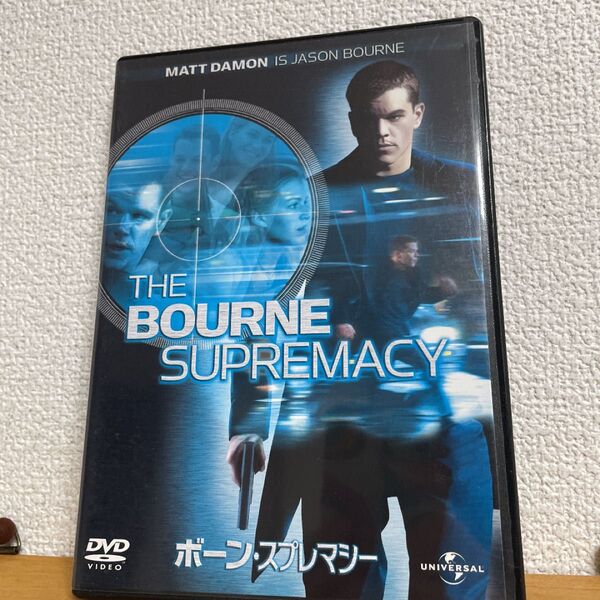 MATT DAMON IS JASON BOURNE
THE
BOURNE
SUPREMACY
ボーン・スプレマシー
DVD
VIDEO
UNIVERSAL